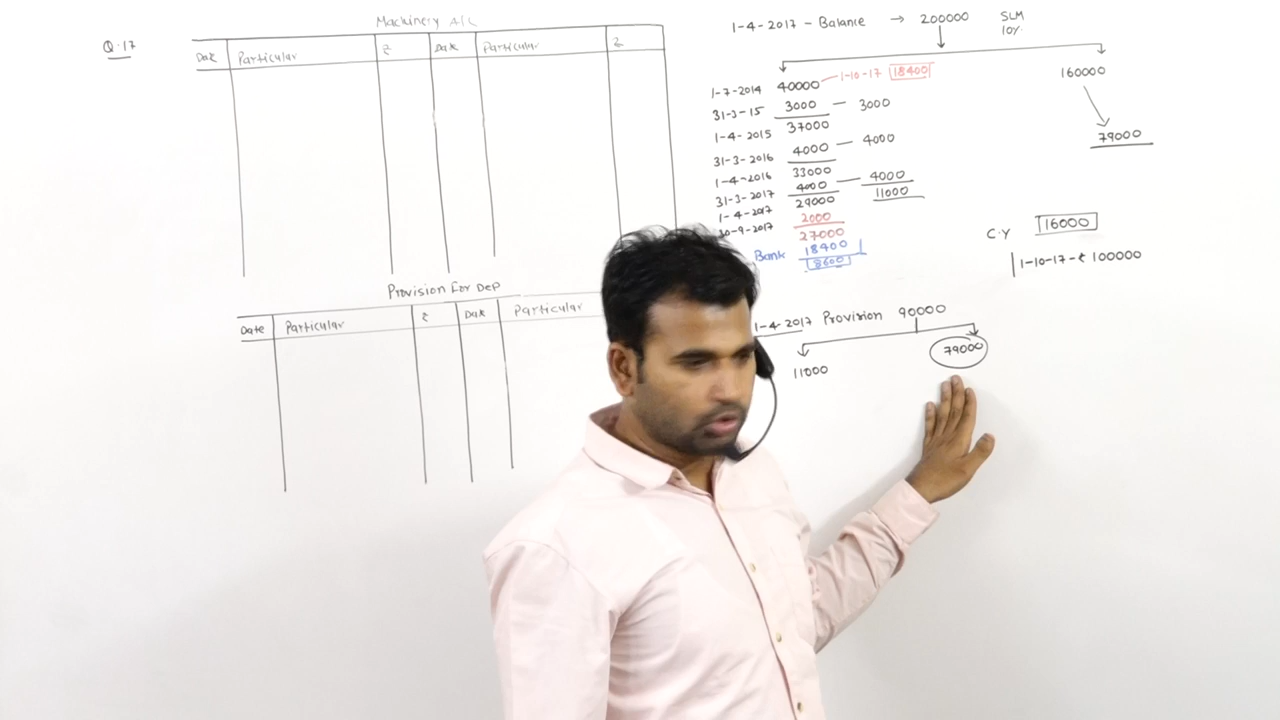 Q.17
Machinery A/c
Date Particular ₹ Date Particular ₹
Provision For Dep
Date Particular ₹ Date Particular
1-4-2017 - Balance → 200000 SLM
10%
1-7-2014 40000 1-10-17 18400 160000
31-3-15 3000 - 3000
1-4-2015 37000 79000
31-3-2016 4000 - 4000
1-4-2016 33000
31-3-2017 4000 - 4000
1-4-2017 29000 11000
30-9-2017 2000
27000
Bank 18400
8600
C.Y 16000
1-10-17-₹ 100000
1-4-2017 Provision 90000
11000 79000